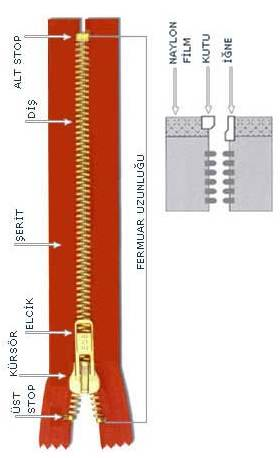 ALT STOP
DİŞ
ŞERİT
ELCİK
KÜRSÖR
ÜST
STOP
FERMUAR UZUNLUĞU
NAYLON
FİLM
KUTU
İĞNE